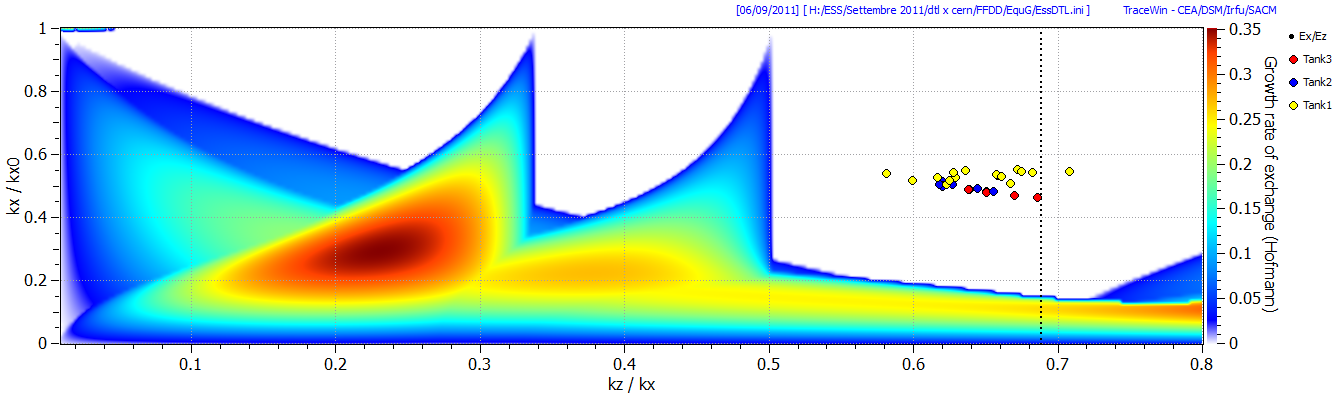 [06/09/2011] [ H:/ESS/Settembre 2011/dtl x cern/FFDD/EquG/EssDTL.ini ] TraceWin - CEA/DSM/Irfu/SACM
1
0.8
0.6
0.4
0.2
0
kx / kx0
0.1
0.2
0.3
0.4
0.5
0.6
0.7
0.8
kz / kx
0.35
0.3
0.25
0.2
0.15
0.1
0.05
0
Growth rate of exchange (Hofmann)
Ex/Ez
Tank3
Tank2
Tank1